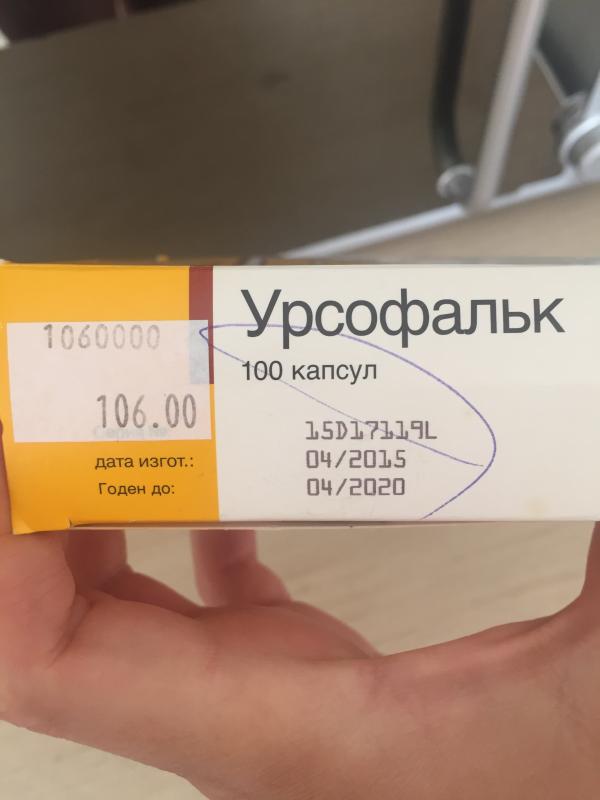 1060000
106.00
Урсофальк
100 капсул
15D17119L
дата изгот.: 04/2015
Годен до: 04/2020